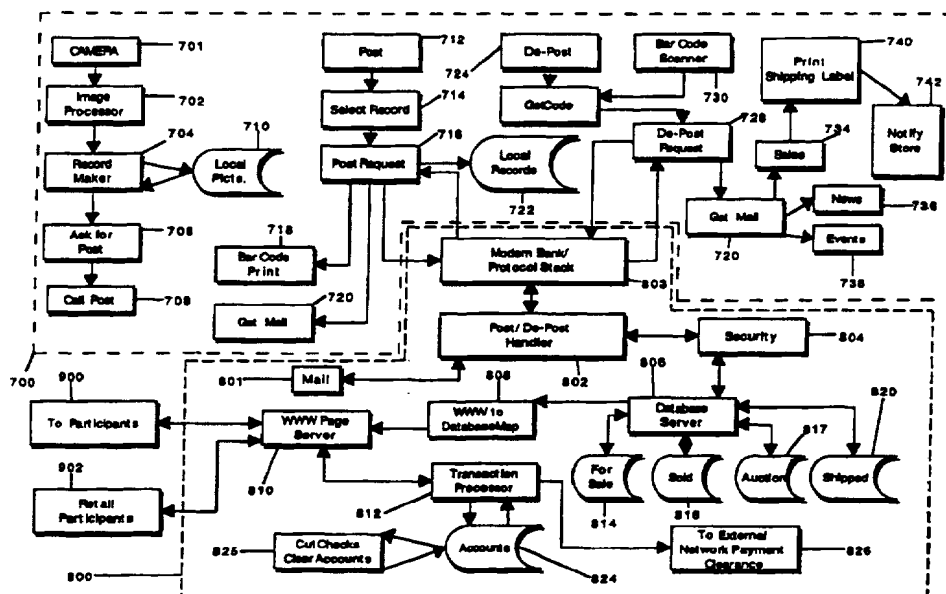 CAMERA
701
Image
Processor
702
Record
Maker
704
710
Local
Picts.
Ask for
Post
706
Call Post
708
700
Post
712
Select Record
714
Post Request
716
Local
Records
722
Bar Code
Print
718
Get Mail
720
De-Post
724
Bar Code
Scanner
730
GetCode
De-Post
Request
726
740
Print
Shipping Label
742
Notify
Store
Sales
734
Get Mail
720
News
736
Events
738
Modem Bank/
Protocol Stack
803
Post/De-Post
Handler
802
Security
804
801
Mail
808
806
WWW to
DatabaseMap
Database
Server
820
817
For
Sale
814
Sold
816
Auction
Shipped
900
To Participants
WWW Page
Server
810
902
Retail
Participants
Transaction
Processor
812
825
Cut Checks
Clear Accounts
Accounts
824
To External
Network Payment
Clearance
826
800